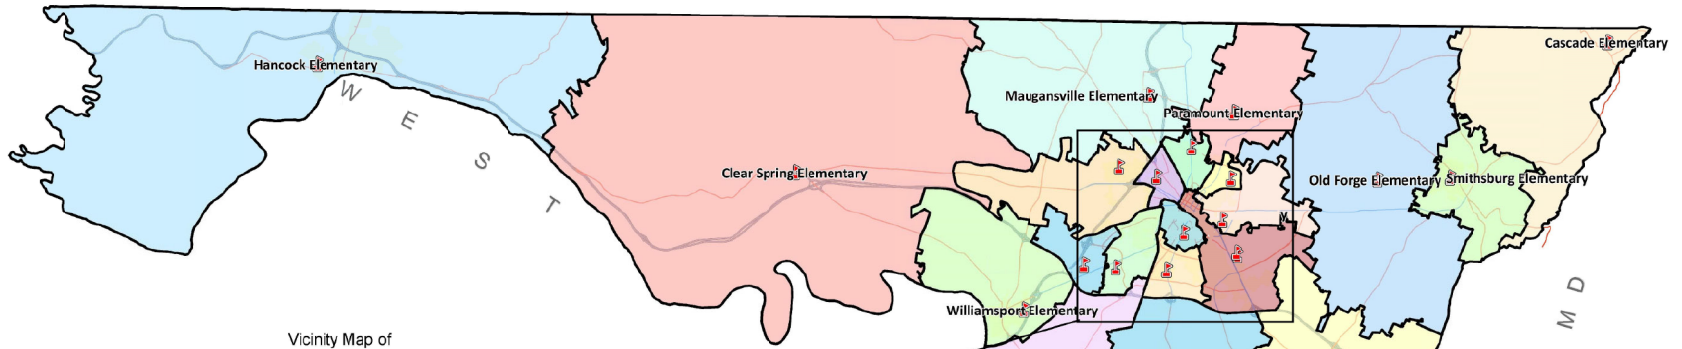 Cascade Elementary
Hancock Elementary
Maugansville Elementary
Paramount Elementary
Clear Spring Elementary
Old Forge Elementary
Smithsburg Elementary
y
Williamsport Elementary
W E S T
M D
Vicinity Map of